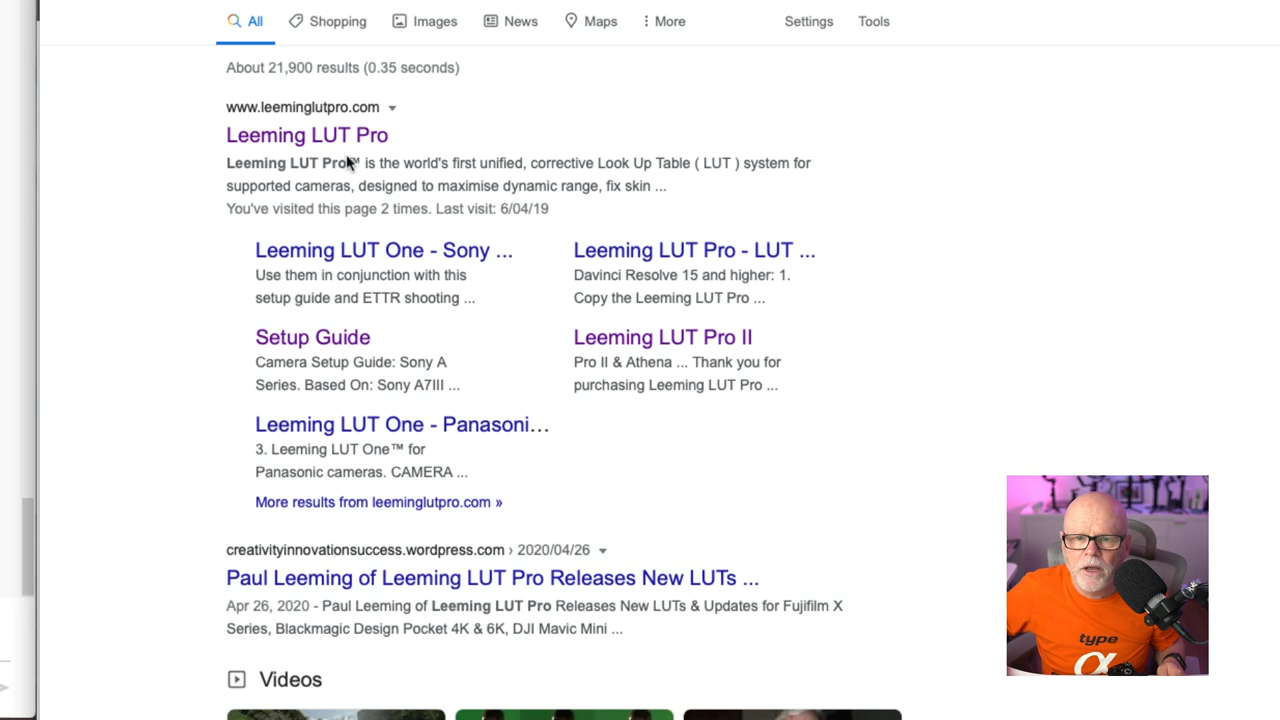 All Shopping Images News Maps More Settings Tools
About 21,900 results (0.35 seconds)
www.leeminglutpro.com
Leeming LUT Pro
Leeming LUT Pro™ is the world's first unified, corrective Look Up Table ( LUT ) system for
supported cameras, designed to maximise dynamic range, fix skin ...
You've visited this page 2 times. Last visit: 6/04/19
Leeming LUT One - Sony ...
Use them in conjunction with this
setup guide and ETTR shooting ...
Leeming LUT Pro - LUT ...
Davinci Resolve 15 and higher: 1.
Copy the Leeming LUT Pro ...
Setup Guide
Camera Setup Guide: Sony A
Series. Based On: Sony A7III ...
Leeming LUT Pro II
Pro II & Athena ... Thank you for
purchasing Leeming LUT Pro ...
Leeming LUT One - Panasoni...
3. Leeming LUT One™ for
Panasonic cameras. CAMERA ...
More results from leeminglutpro.com »
creativityinnovationsuccess.wordpress.com › 2020/04/26
Paul Leeming of Leeming LUT Pro Releases New LUTs ...
Apr 26, 2020 - Paul Leeming of Leeming LUT Pro Releases New LUTs & Updates for Fujifilm X
Series, Blackmagic Design Pocket 4K & 6K, DJI Mavic Mini ...
Videos
type
α